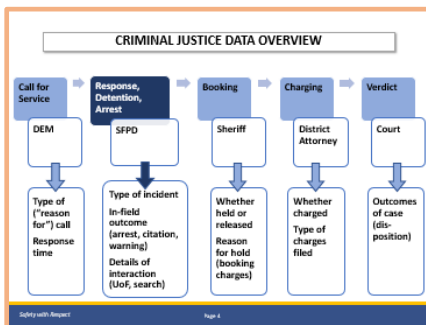 CRIMINAL JUSTICE DATA OVERVIEW
Call for
Service
Response,
Detention,
Arrest
Booking
Charging
Verdict
DEM
SFPD
Sheriff
District
Attorney
Court
Type of
("reason
for") call
Response
time
Type of incident
In-field
outcome
(arrest, citation,
warning)
Details of
interaction
(UoF, search)
Whether
held or
released
Reason
for hold
(booking
charges)
Whether
charged
Type of
charges
filed
Outcomes
of case
(dis-
position)
Safety with Respect
Page 4